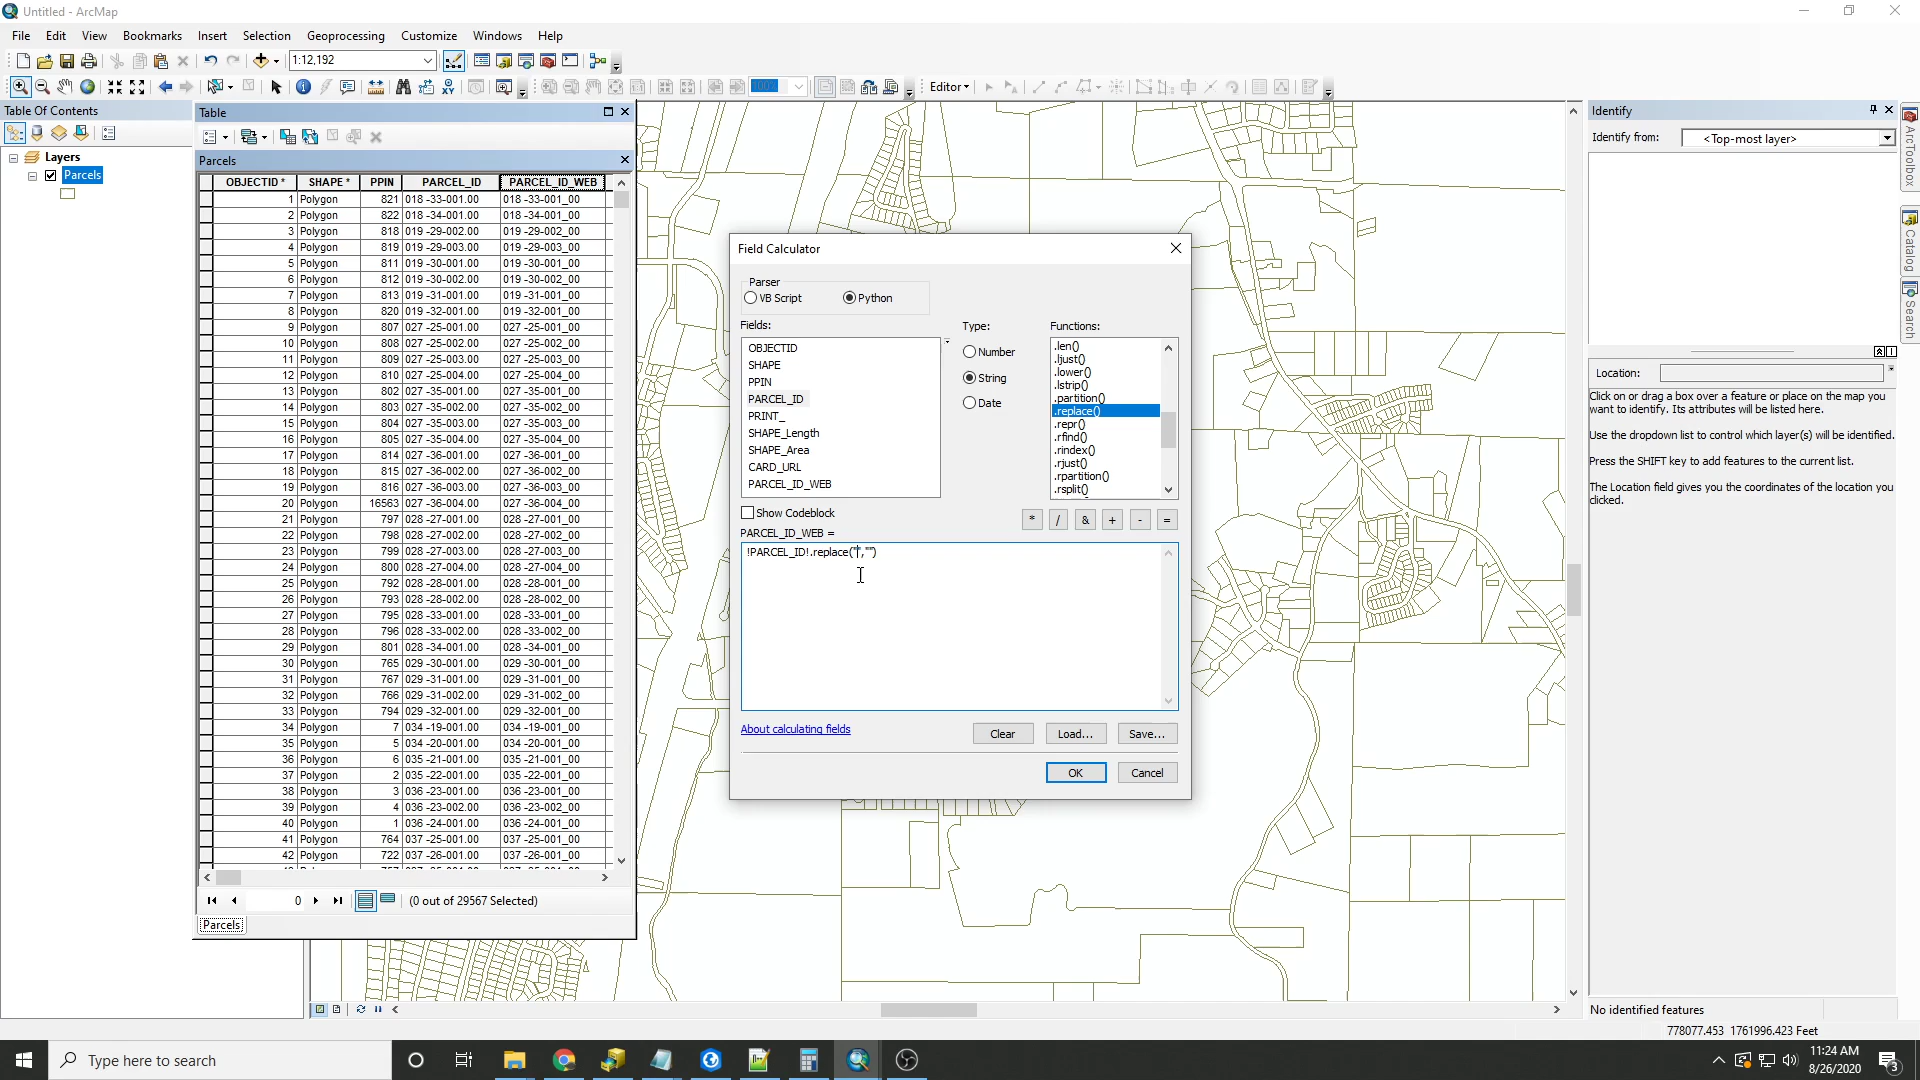 Untitled - ArcMap
File Edit View Bookmarks Insert Selection Geoprocessing Customize Windows Help
1:12,192
Editor
Table Of Contents
Layers
Parcels
Table
Parcels
OBJECTID * SHAPE * PPIN PARCEL_ID PARCEL_ID_WEB
1 Polygon 821 018 -33-001.00 018 -33-001_00
2 Polygon 822 018 -34-001.00 018 -34-001_00
3 Polygon 818 019 -29-002.00 019 -29-002_00
4 Polygon 819 019 -29-003.00 019 -29-003_00
5 Polygon 811 019 -30-001.00 019 -30-001_00
6 Polygon 812 019 -30-002.00 019 -30-002_00
7 Polygon 813 019 -31-001.00 019 -31-001_00
8 Polygon 820 019 -32-001.00 019 -32-001_00
9 Polygon 807 027 -25-001.00 027 -25-001_00
10 Polygon 808 027 -25-002.00 027 -25-002_00
11 Polygon 809 027 -25-003.00 027 -25-003_00
12 Polygon 810 027 -25-004.00 027 -25-004_00
13 Polygon 802 027 -35-001.00 027 -35-001_00
14 Polygon 803 027 -35-002.00 027 -35-002_00
15 Polygon 804 027 -35-003.00 027 -35-003_00
16 Polygon 805 027 -35-004.00 027 -35-004_00
17 Polygon 814 027 -36-001.00 027 -36-001_00
18 Polygon 815 027 -36-002.00 027 -36-002_00
19 Polygon 816 027 -36-003.00 027 -36-003_00
20 Polygon 16563 027 -36-004.00 027 -36-004_00
21 Polygon 797 028 -27-001.00 028 -27-001_00
22 Polygon 798 028 -27-002.00 028 -27-002_00
23 Polygon 799 028 -27-003.00 028 -27-003_00
24 Polygon 800 028 -27-004.00 028 -27-004_00
25 Polygon 792 028 -28-001.00 028 -28-001_00
26 Polygon 793 028 -28-002.00 028 -28-002_00
27 Polygon 795 028 -33-001.00 028 -33-001_00
28 Polygon 796 028 -33-002.00 028 -33-002_00
29 Polygon 801 028 -34-001.00 028 -34-001_00
30 Polygon 765 029 -30-001.00 029 -30-001_00
31 Polygon 767 029 -31-001.00 029 -31-001_00
32 Polygon 766 029 -31-002.00 029 -31-002_00
33 Polygon 794 029 -32-001.00 029 -32-001_00
34 Polygon 7 034 -19-001.00 034 -19-001_00
35 Polygon 5 034 -20-001.00 034 -20-001_00
36 Polygon 6 035 -21-001.00 035 -21-001_00
37 Polygon 2 035 -22-001.00 035 -22-001_00
38 Polygon 3 036 -23-001.00 036 -23-001_00
39 Polygon 4 036 -23-002.00 036 -23-002_00
40 Polygon 1 036 -24-001.00 036 -24-001_00
41 Polygon 764 037 -25-001.00 037 -25-001_00
42 Polygon 722 037 -26-001.00 037 -26-001_00
0 (0 out of 29567 Selected)
Parcels
Field Calculator
Parser
VB Script Python
Fields: Type: Functions:
OBJECTID
SHAPE
PPIN
PARCEL_ID
PRINT_
SHAPE_Length
SHAPE_Area
CARD_URL
PARCEL_ID_WEB
Number
String
Date
.len()
.ljust()
.lower()
.lstrip()
.partition()
.replace()
.repr()
.rfind()
.rindex()
.rjust()
.rpartition()
.rsplit()
Show Codeblock * / & + - =
PARCEL_ID_WEB =
!PARCEL_ID!.replace("","")
About calculating fields Clear Load... Save...
OK Cancel
Identify
Identify from: <Top-most layer>
Location:
Click on or drag a box over a feature or place on the map you
want to identify. Its attributes will be listed here.
Use the dropdown list to control which layer(s) will be identified.
Press the SHIFT key to add features to the current list.
The Location field gives you the coordinates of the location you
clicked.
No identified features
ArcToolbox
Catalog
Search
778077.453 1761996.423 Feet
Type here to search
11:24 AM
8/26/2020
3